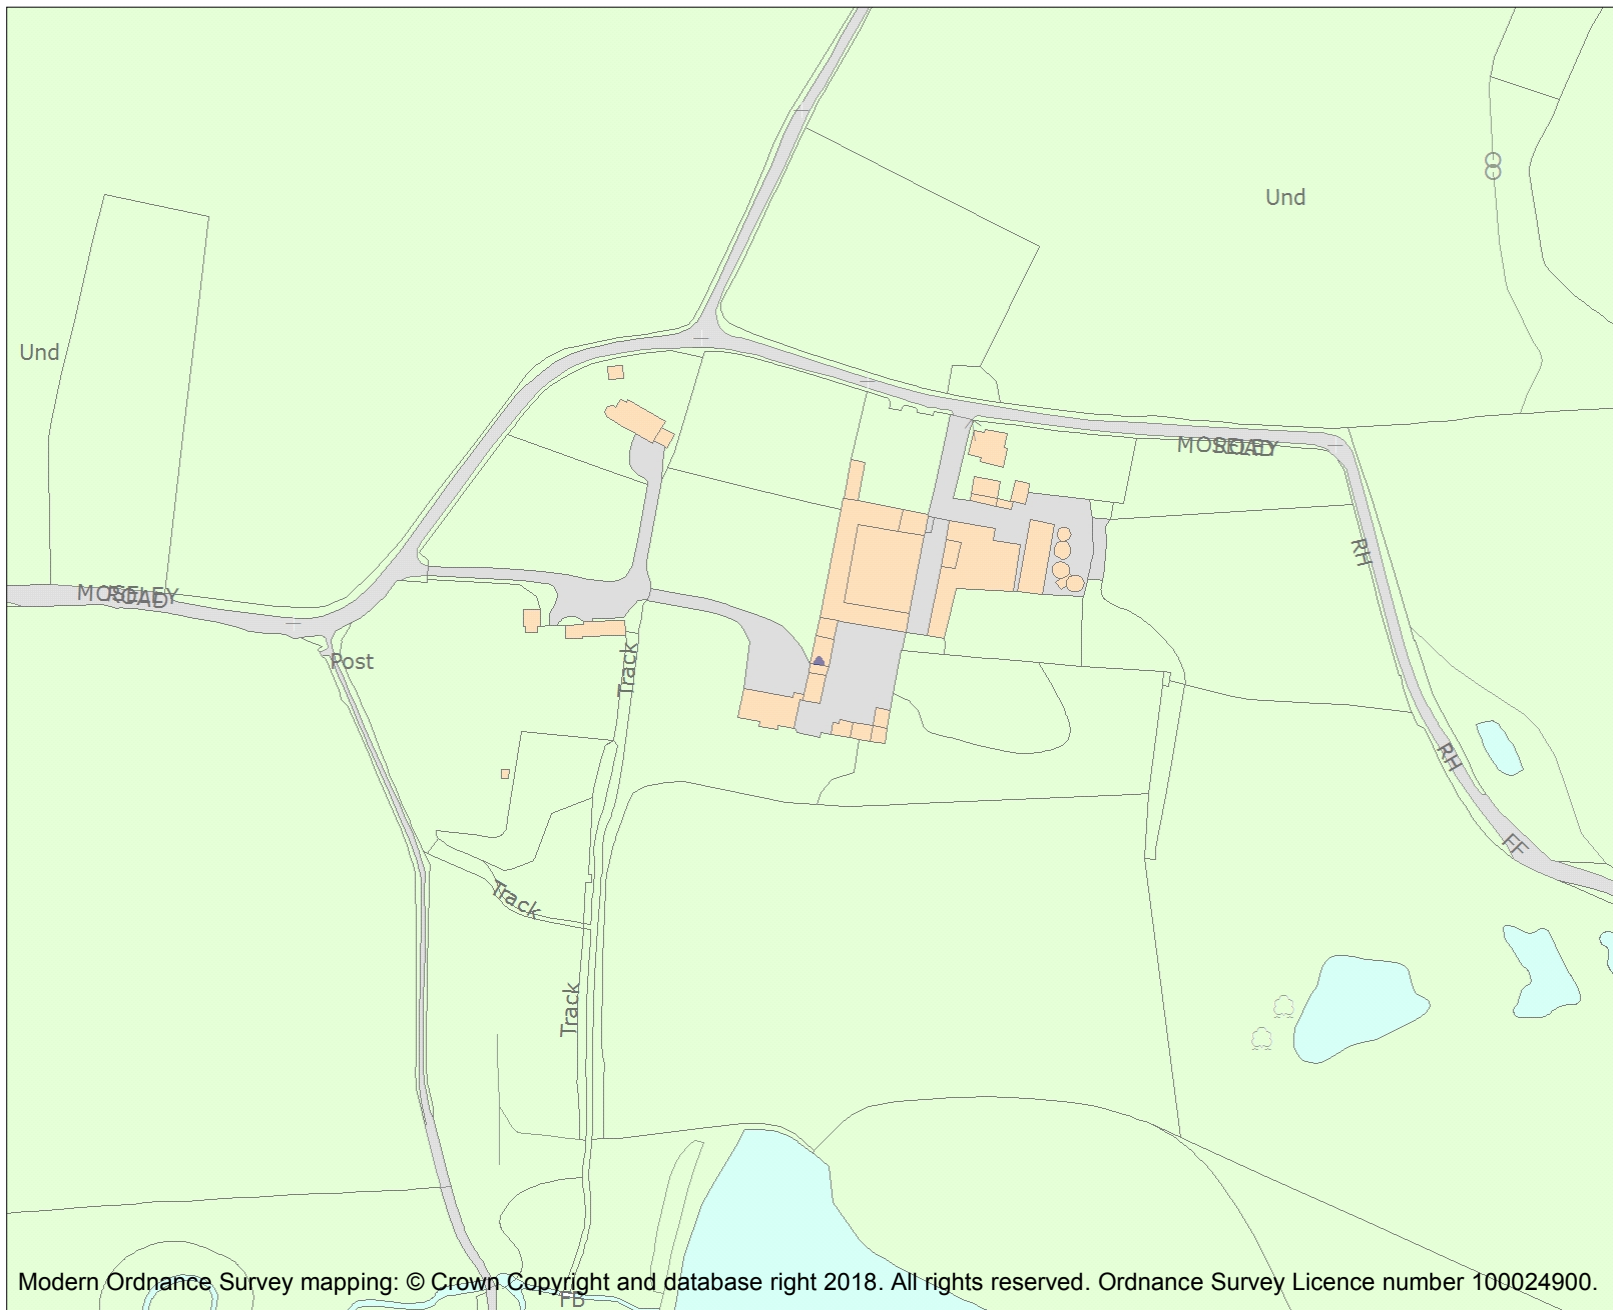 Und
Und
MOSELEY
ROAD
RH
MOSELEY
ROAD
Post
Track
RH
FF
Track
Track
Modern Ordnance Survey mapping: © Crown Copyright and database right 2018. All rights reserved. Ordnance Survey Licence number 100024900.
FB